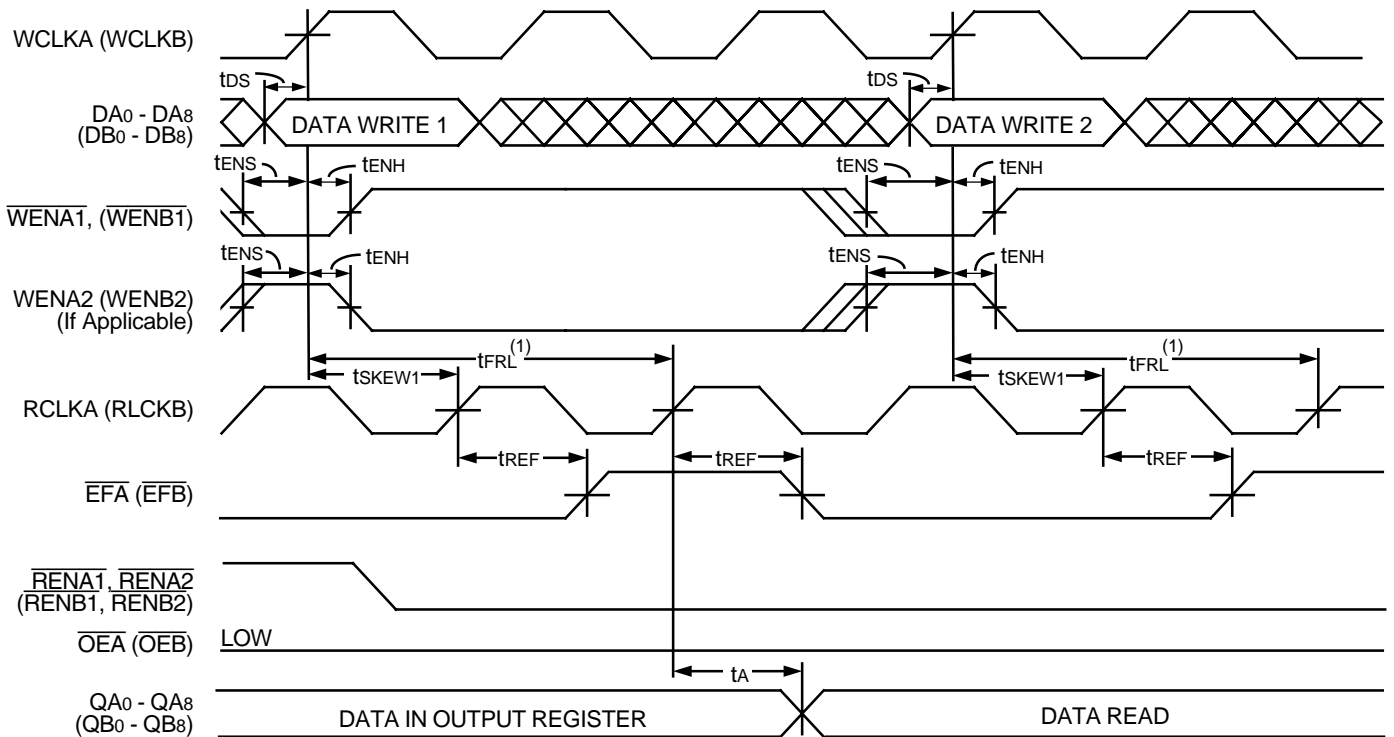 WCLKA (WCLKB)
tDS tDS
DA0 - DA8
(DB0 - DB8)
DATA WRITE 1 DATA WRITE 2
tENS tENH tENS tENH
WENA1, (WENB1)
tENS tENH tENS tENH
WENA2 (WENB2)
(If Applicable)
tFRL(1) tFRL(1)
tSKEW1 tSKEW1
RCLKA (RLCKB)
tREF tREF tREF
EFA (EFB)
RENA1, RENA2
(RENB1, RENB2)
OEA (OEB) LOW
tA
QA0 - QA8
(QB0 - QB8)
DATA IN OUTPUT REGISTER DATA READ